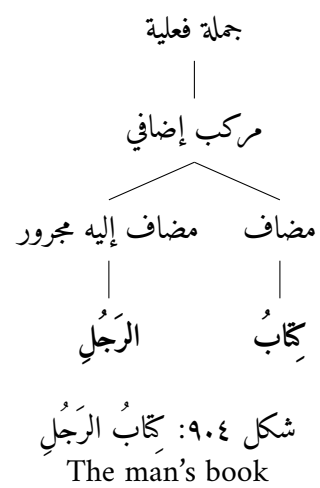 جملة فعلية
مركب إضافي
مضاف مضاف إليه مجرور
كِتَابُ الرَجُلِ
شكل ٩.٠٤: كِتَابُ الرَجُلِ
The man's book